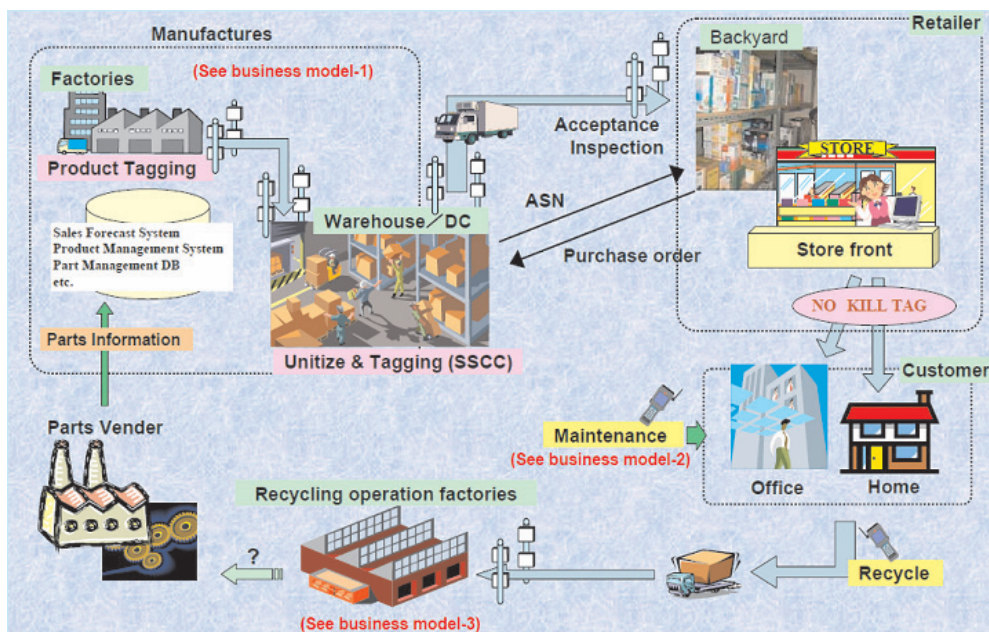 Manufactures
(See business model-1)
Factories
Product Tagging
Sales Forecast System
Product Management System
Part Management DB
etc.
Parts Information
Warehouse／DC
Unitize & Tagging (SSCC)
Acceptance
Inspection
ASN
Purchase order
Retailer
Backyard
STORE
Store front
NO KILL TAG
Customer
Maintenance
(See business model-2)
Office
Home
Parts Vender
Recycling operation factories
?
(See business model-3)
Recycle